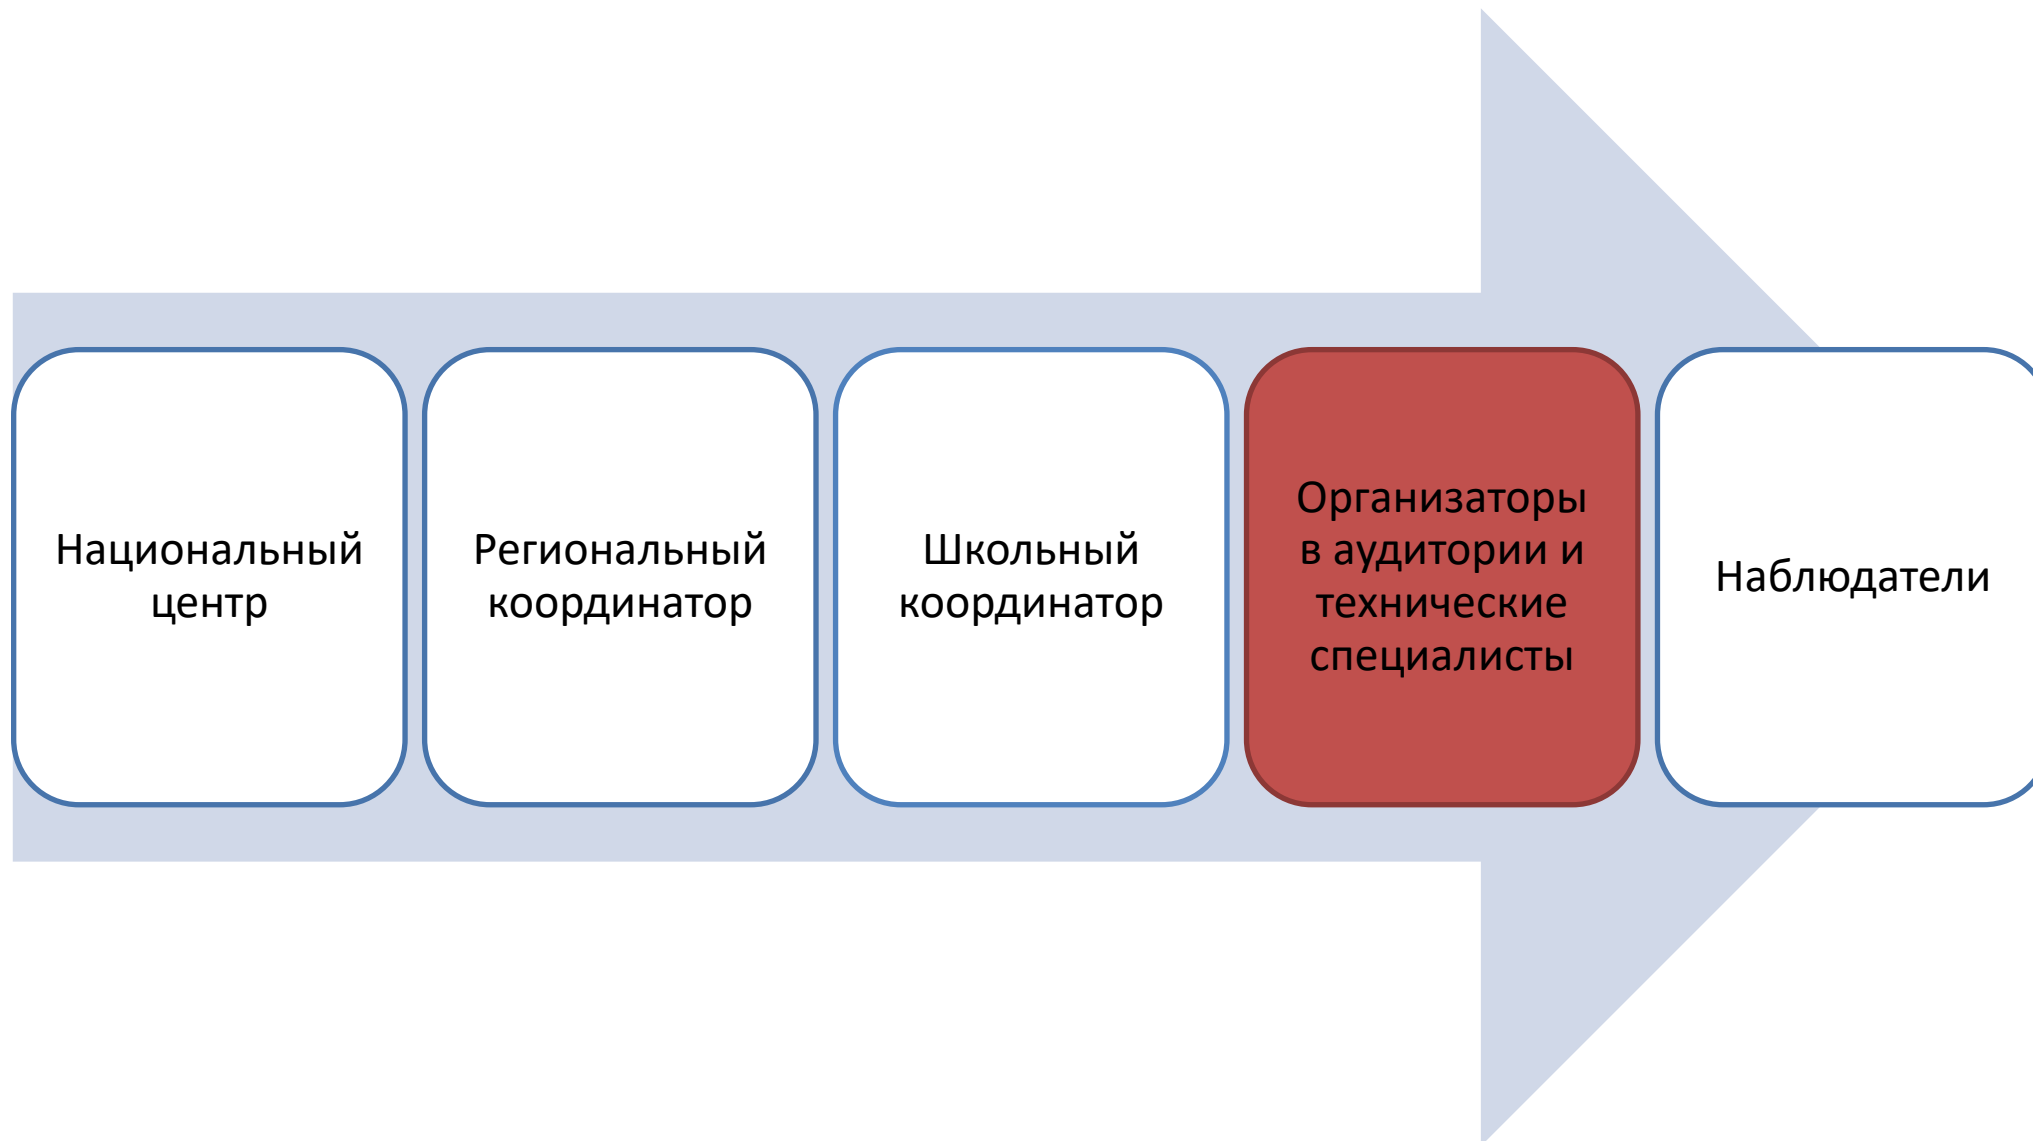 Национальный
центр
Региональный
координатор
Школьный
координатор
Организаторы
в аудитории и
технические
специалисты
Наблюдатели